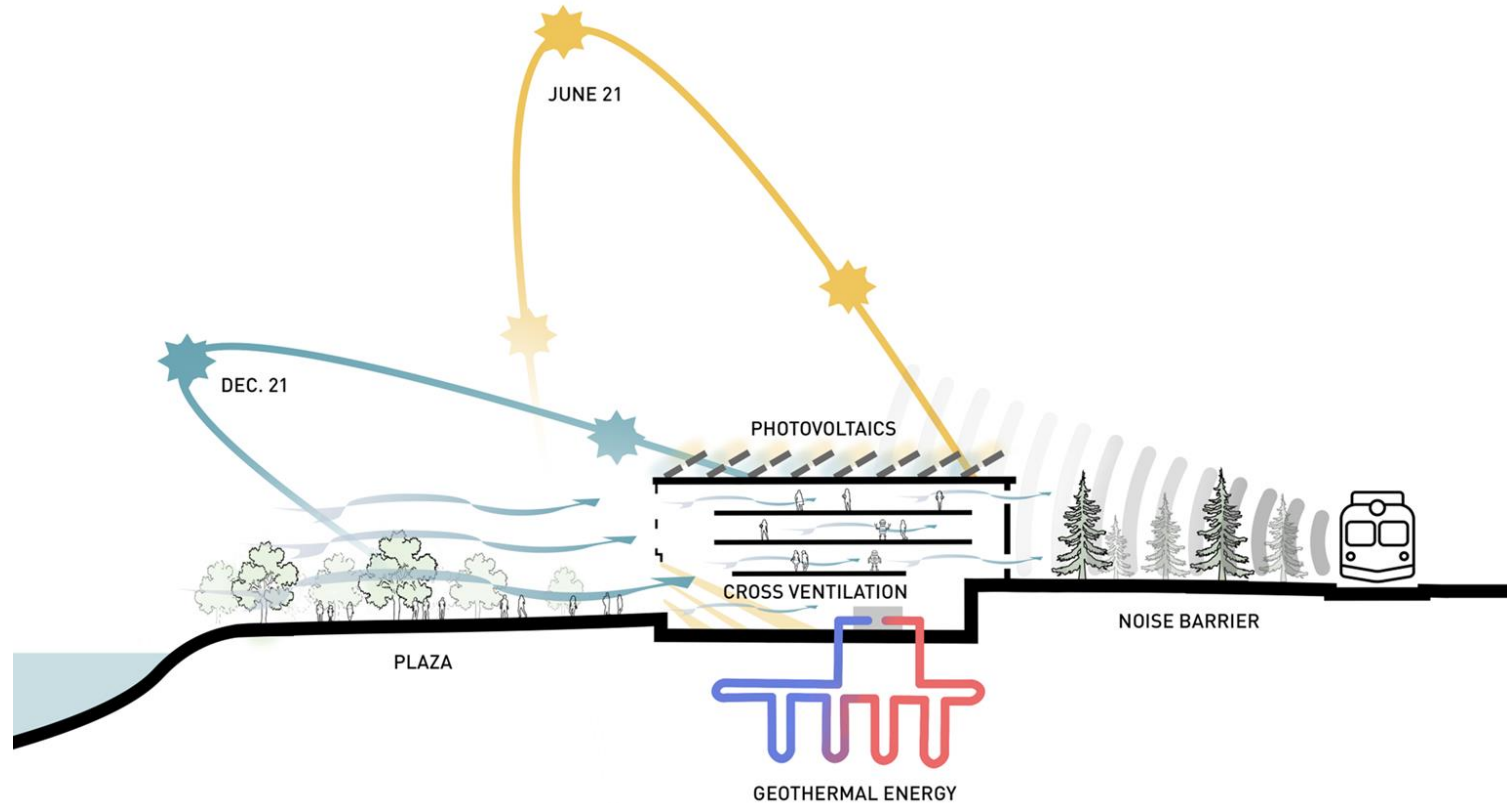 JUNE 21
DEC. 21
PHOTOVOLTAICS
CROSS VENTILATION
NOISE BARRIER
PLAZA
GEOTHERMAL ENERGY